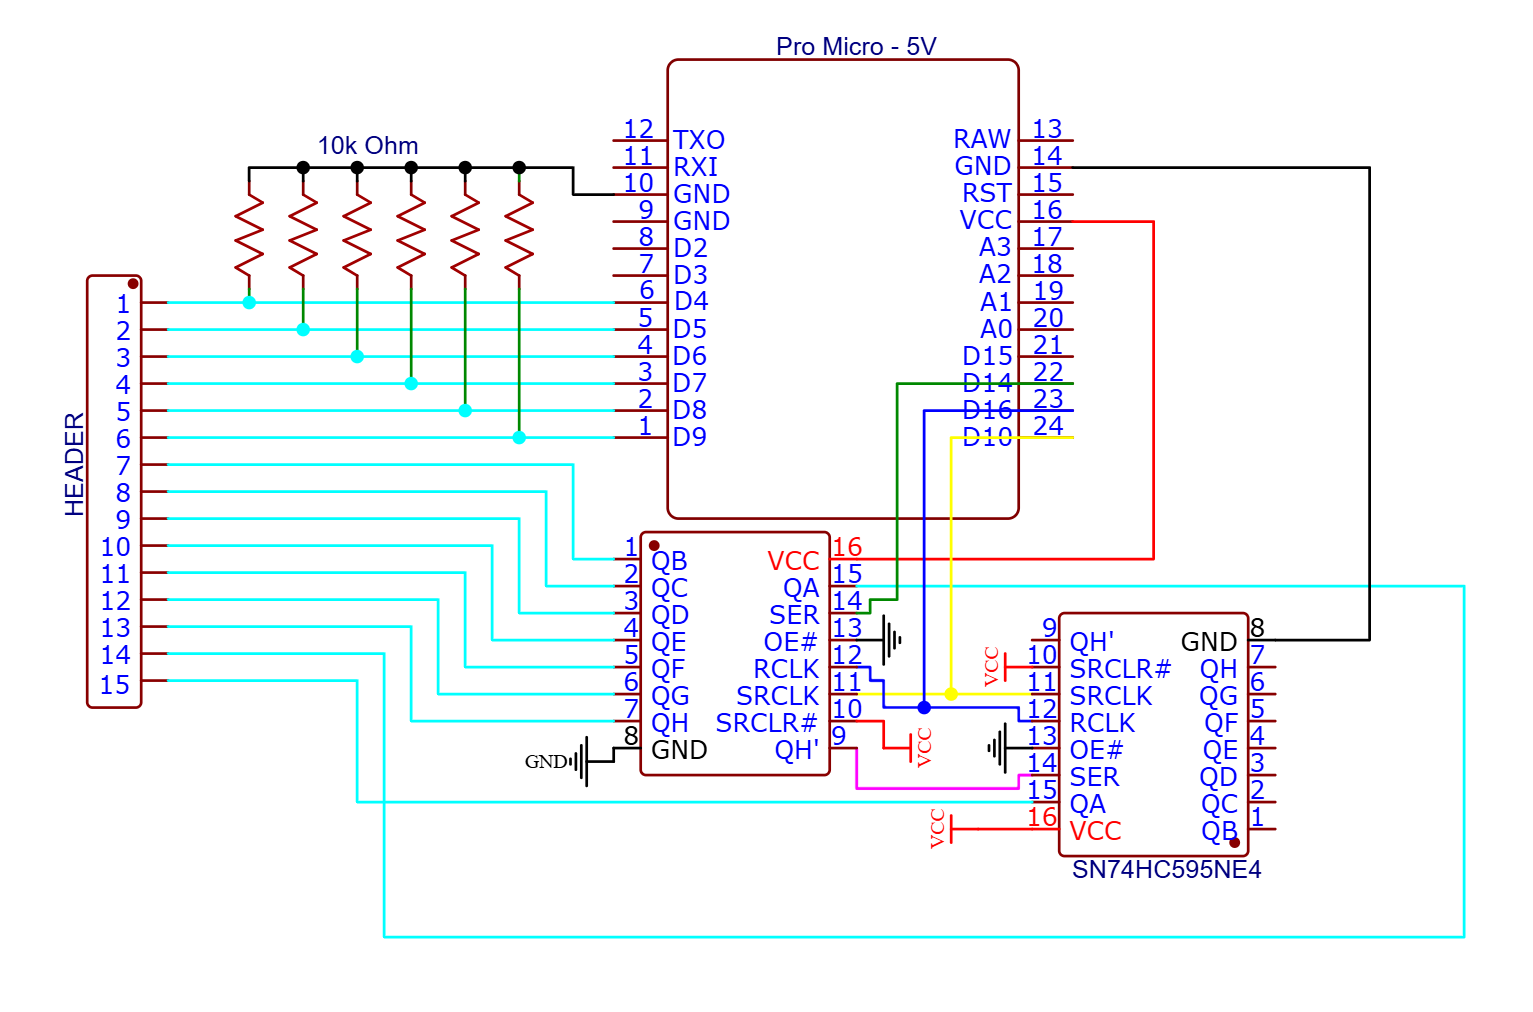 Pro Micro - 5V
10k Ohm
12 TXO
11 RXI
10 GND
9 GND
8 D2
7 D3
6 D4
5 D5
4 D6
3 D7
2 D8
1 D9
RAW 13
GND 14
RST 15
VCC 16
A3 17
A2 18
A1 19
A0 20
D15 21
D14 22
D16 23
D10 24
HEADER
1
2
3
4
5
6
7
8
9
10
11
12
13
14
15
1 QB
2 QC
3 QD
4 QE
5 QF
6 QG
7 QH
8 GND
GND
VCC 16
QA 15
SER 14
OE# 13
RCLK 12
SRCLK 11
SRCLR# 10
QH' 9
VCC
VCC
VCC
9 QH'
10 SRCLR#
11 SRCLK
12 RCLK
13 OE#
14 SER
15 QA
16 VCC
GND 8
QH 7
QG 6
QF 5
QE 4
QD 3
QC 2
QB 1
SN74HC595NE4